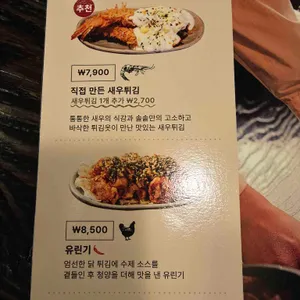 추천
₩7,900
직접 만든 새우튀김
새우튀김 1개 추가 ₩2,700
통통한 새우의 식감과 솔솔만의 고소하고
바삭한 튀김옷이 만난 맛있는 새우튀김
₩8,500
유린기
엄선한 닭 튀김에 수제 소스를
곁들인 후 청양을 더해 맛을 낸 유린기